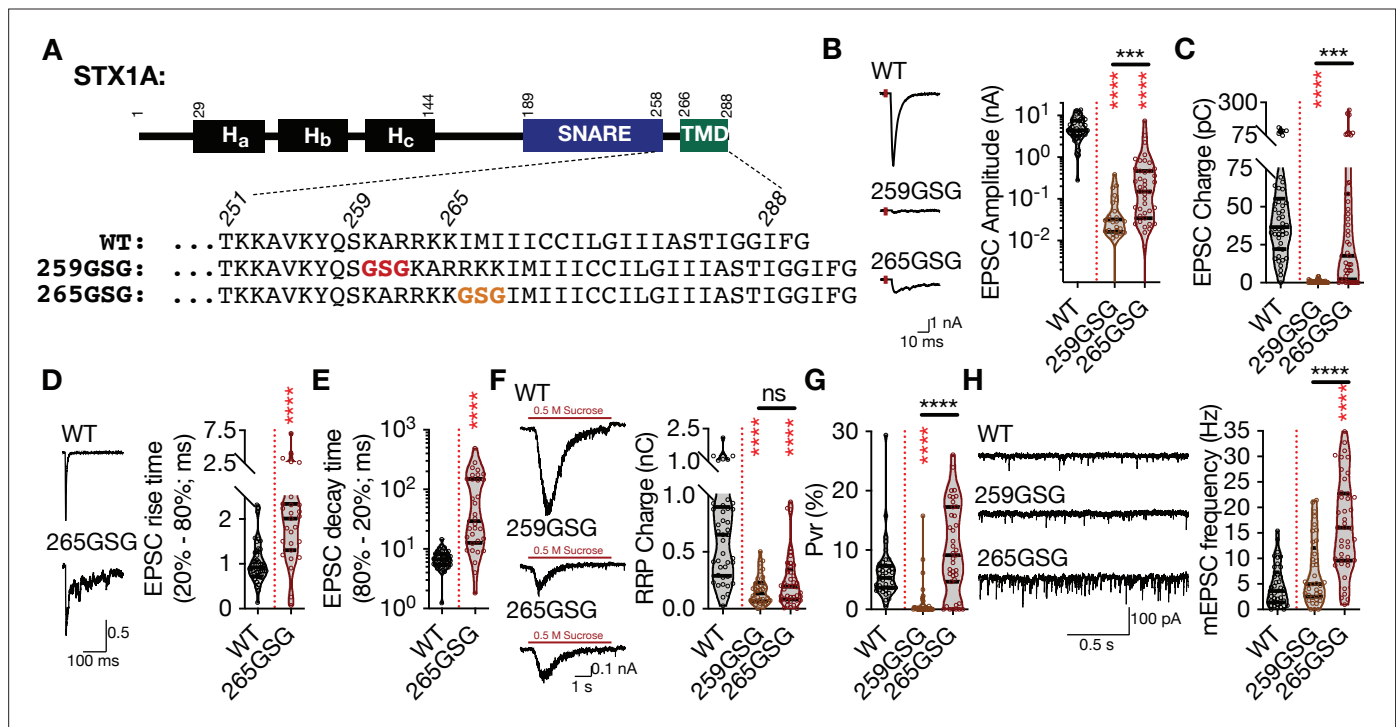 A
STX1A:
1
29
144
189
258
266
288
Ha
Hb
Hc
SNARE
TMD
251
259
265
288
WT: ...TKKAVKYQSKARRKKIMIIICCILGIIIASTIGGIFG
259GSG: ...TKKAVKYQSGSGKARRKKIMIIICCILGIIIASTIGGIFG
265GSG: ...TKKAVKYQSKARRKKGSGIMIIICCILGIIIASTIGGIFG
B
WT
259GSG
265GSG
1 nA
10 ms
EPSC Amplitude (nA)
10¹
10⁰
10⁻¹
10⁻²
****
***
****
WT
259GSG
265GSG
C
EPSC Charge (pC)
300
75
75
50
25
0
****
***
WT
259GSG
265GSG
D
WT
265GSG
0.5
100 ms
EPSC rise time
(20% - 80%; ms)
7.5
2.5
2
1
0
****
WT
265GSG
E
EPSC decay time
(80% - 20%; ms)
10³
10²
10¹
10⁰
****
WT
265GSG
F
WT
0.5 M Sucrose
259GSG
0.5 M Sucrose
265GSG
0.5 M Sucrose
0.1 nA
1 s
RRP Charge (nC)
2.5
1.0
1.0
0.5
0.0
****
ns
****
WT
259GSG
265GSG
G
Pvr (%)
30
20
10
0
****
****
WT
259GSG
265GSG
H
WT
259GSG
265GSG
100 pA
0.5 s
mEPSC frequency (Hz)
35
30
25
20
15
10
5
0
****
****
WT
259GSG
265GSG